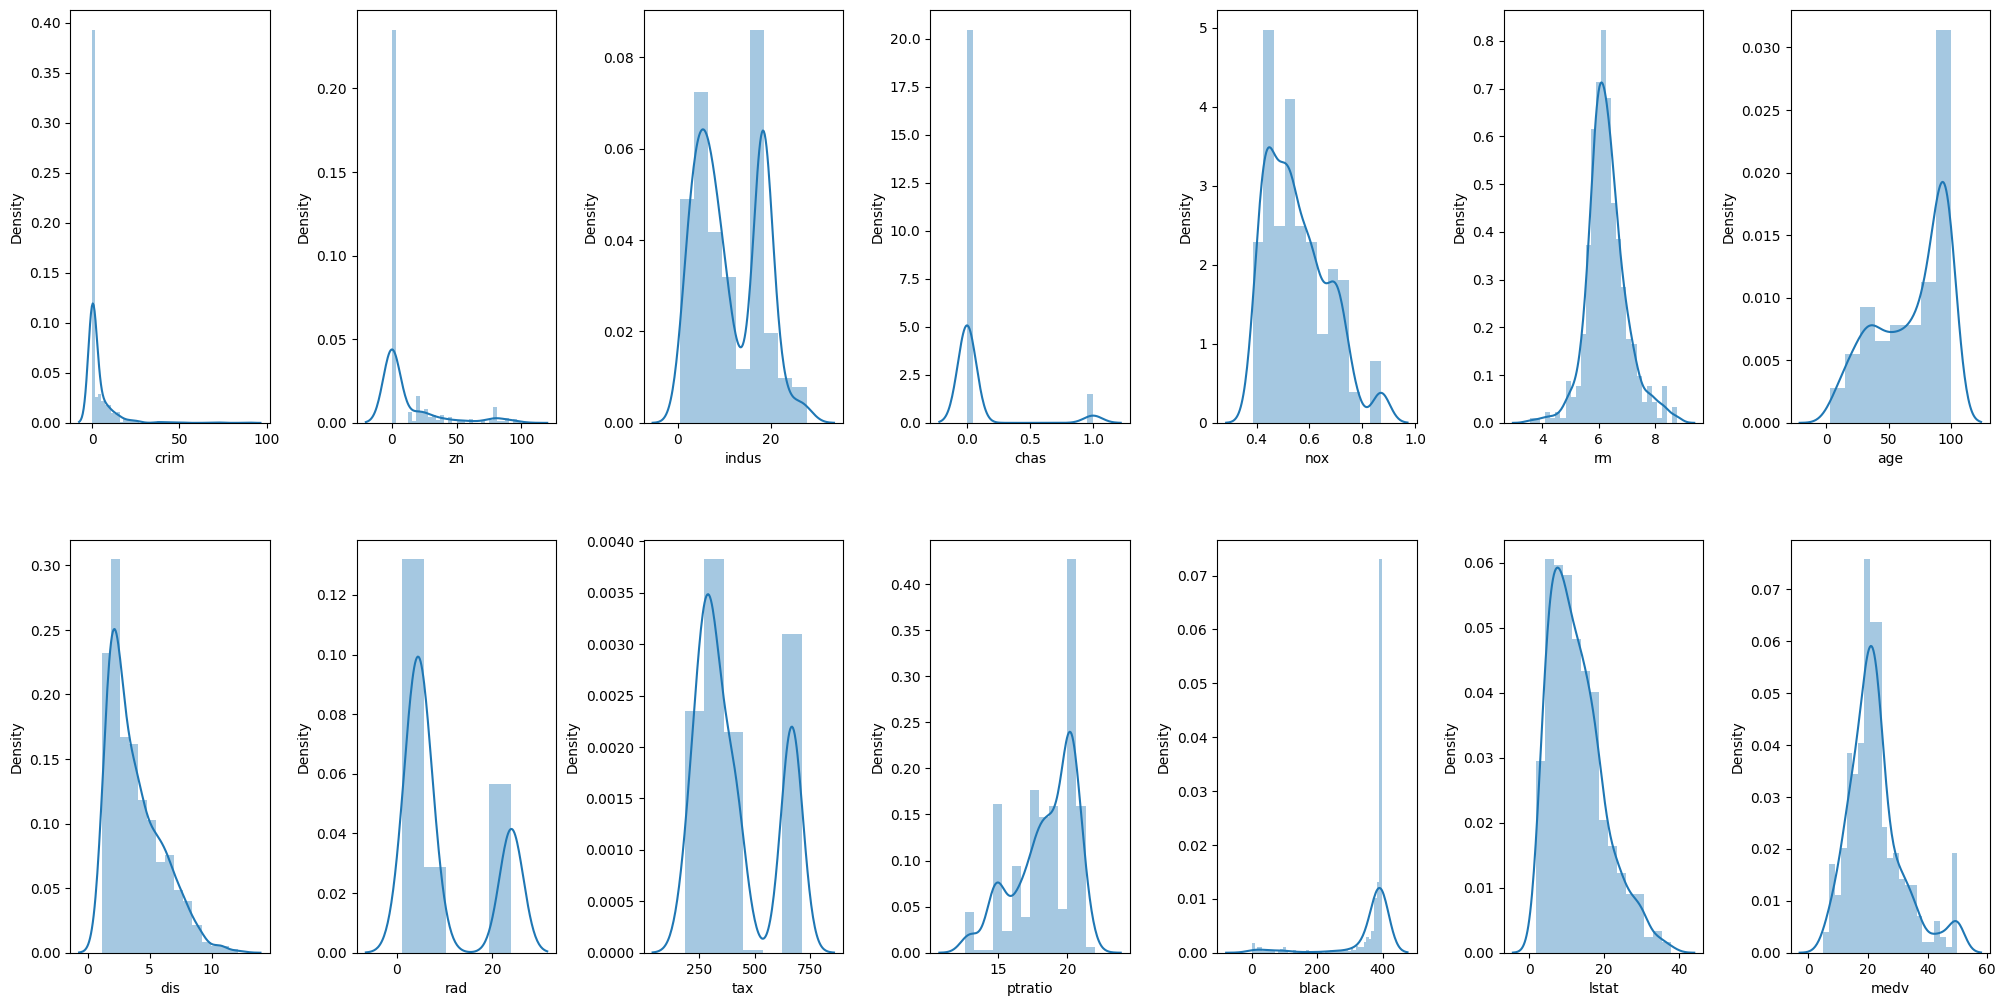 0.40
0.35
0.30
0.25
0.20
0.15
0.10
0.05
0.00
Density
0 50 100
crim
0.20
0.15
0.10
0.05
0.00
Density
0 50 100
zn
0.08
0.06
0.04
0.02
0.00
Density
0 20
indus
20.0
17.5
15.0
12.5
10.0
7.5
5.0
2.5
0.0
Density
0.0 0.5 1.0
chas
5
4
3
2
1
0
Density
0.4 0.6 0.8 1.0
nox
0.8
0.7
0.6
0.5
0.4
0.3
0.2
0.1
0.0
Density
4 6 8
rm
0.030
0.025
0.020
0.015
0.010
0.005
0.000
Density
0 50 100
age
0.30
0.25
0.20
0.15
0.10
0.05
0.00
Density
0 5 10
dis
0.12
0.10
0.08
0.06
0.04
0.02
0.00
Density
0 20
rad
0.0040
0.0035
0.0030
0.0025
0.0020
0.0015
0.0010
0.0005
0.0000
Density
250 500 750
tax
0.40
0.35
0.30
0.25
0.20
0.15
0.10
0.05
0.00
Density
15 20
ptratio
0.07
0.06
0.05
0.04
0.03
0.02
0.01
0.00
Density
0 200 400
black
0.06
0.05
0.04
0.03
0.02
0.01
0.00
Density
0 20 40
lstat
0.07
0.06
0.05
0.04
0.03
0.02
0.01
0.00
Density
0 20 40 60
medv